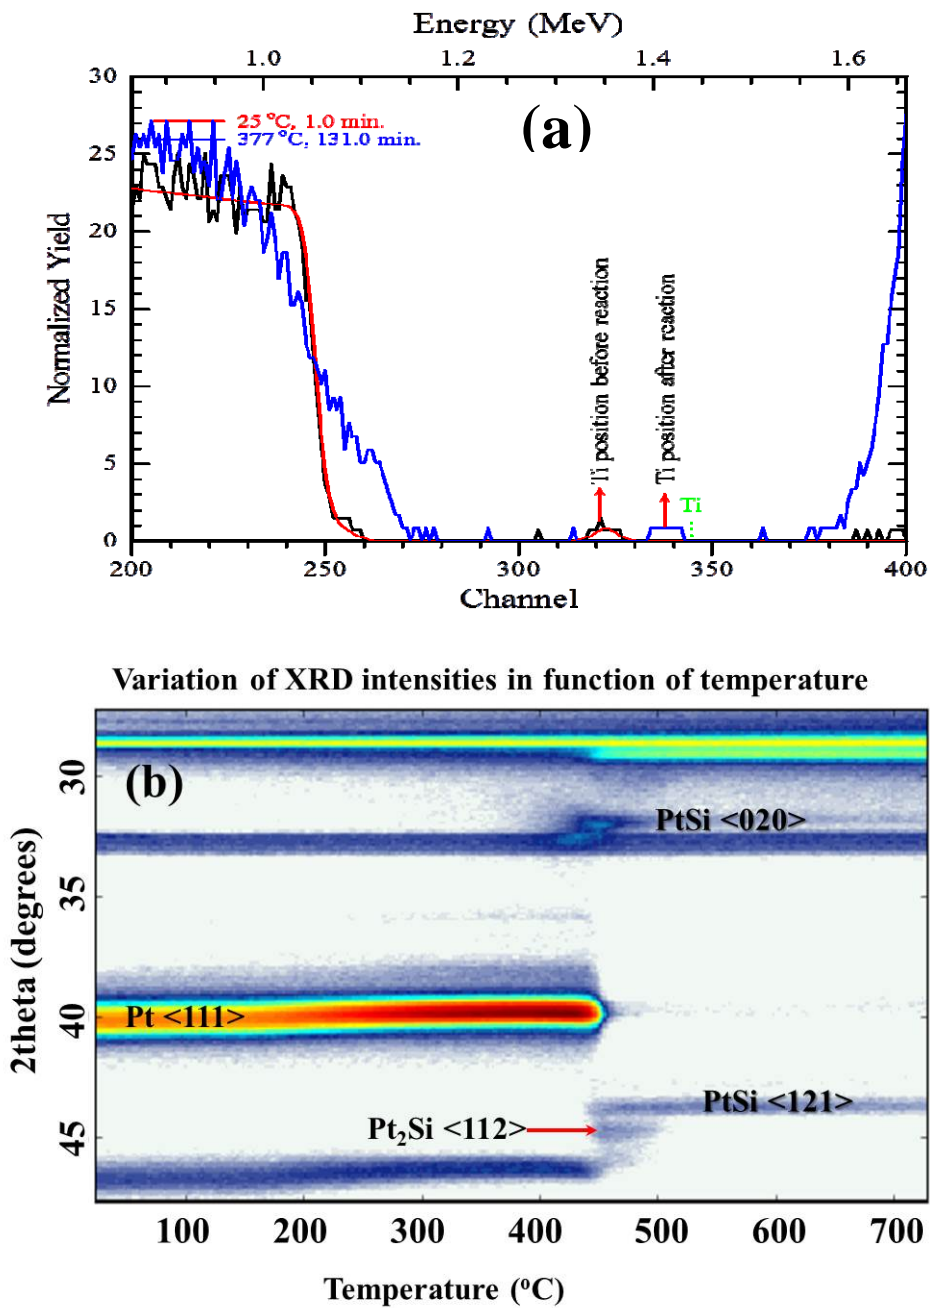 Energy (MeV)
1.0 1.2 1.4 1.6
(a)
25 °C, 1.0 min.
377 °C, 131.0 min.
30
25
20
15
10
5
0
Normalized Yield
Ti position before reaction
Ti position after reaction
Ti
200 250 300 350 400
Channel
Variation of XRD intensities in function of temperature
(b)
30
35
40
45
2theta (degrees)
PtSi <020>
Pt <111>
PtSi <121>
Pt₂Si <112>
100 200 300 400 500 600 700
Temperature (°C)